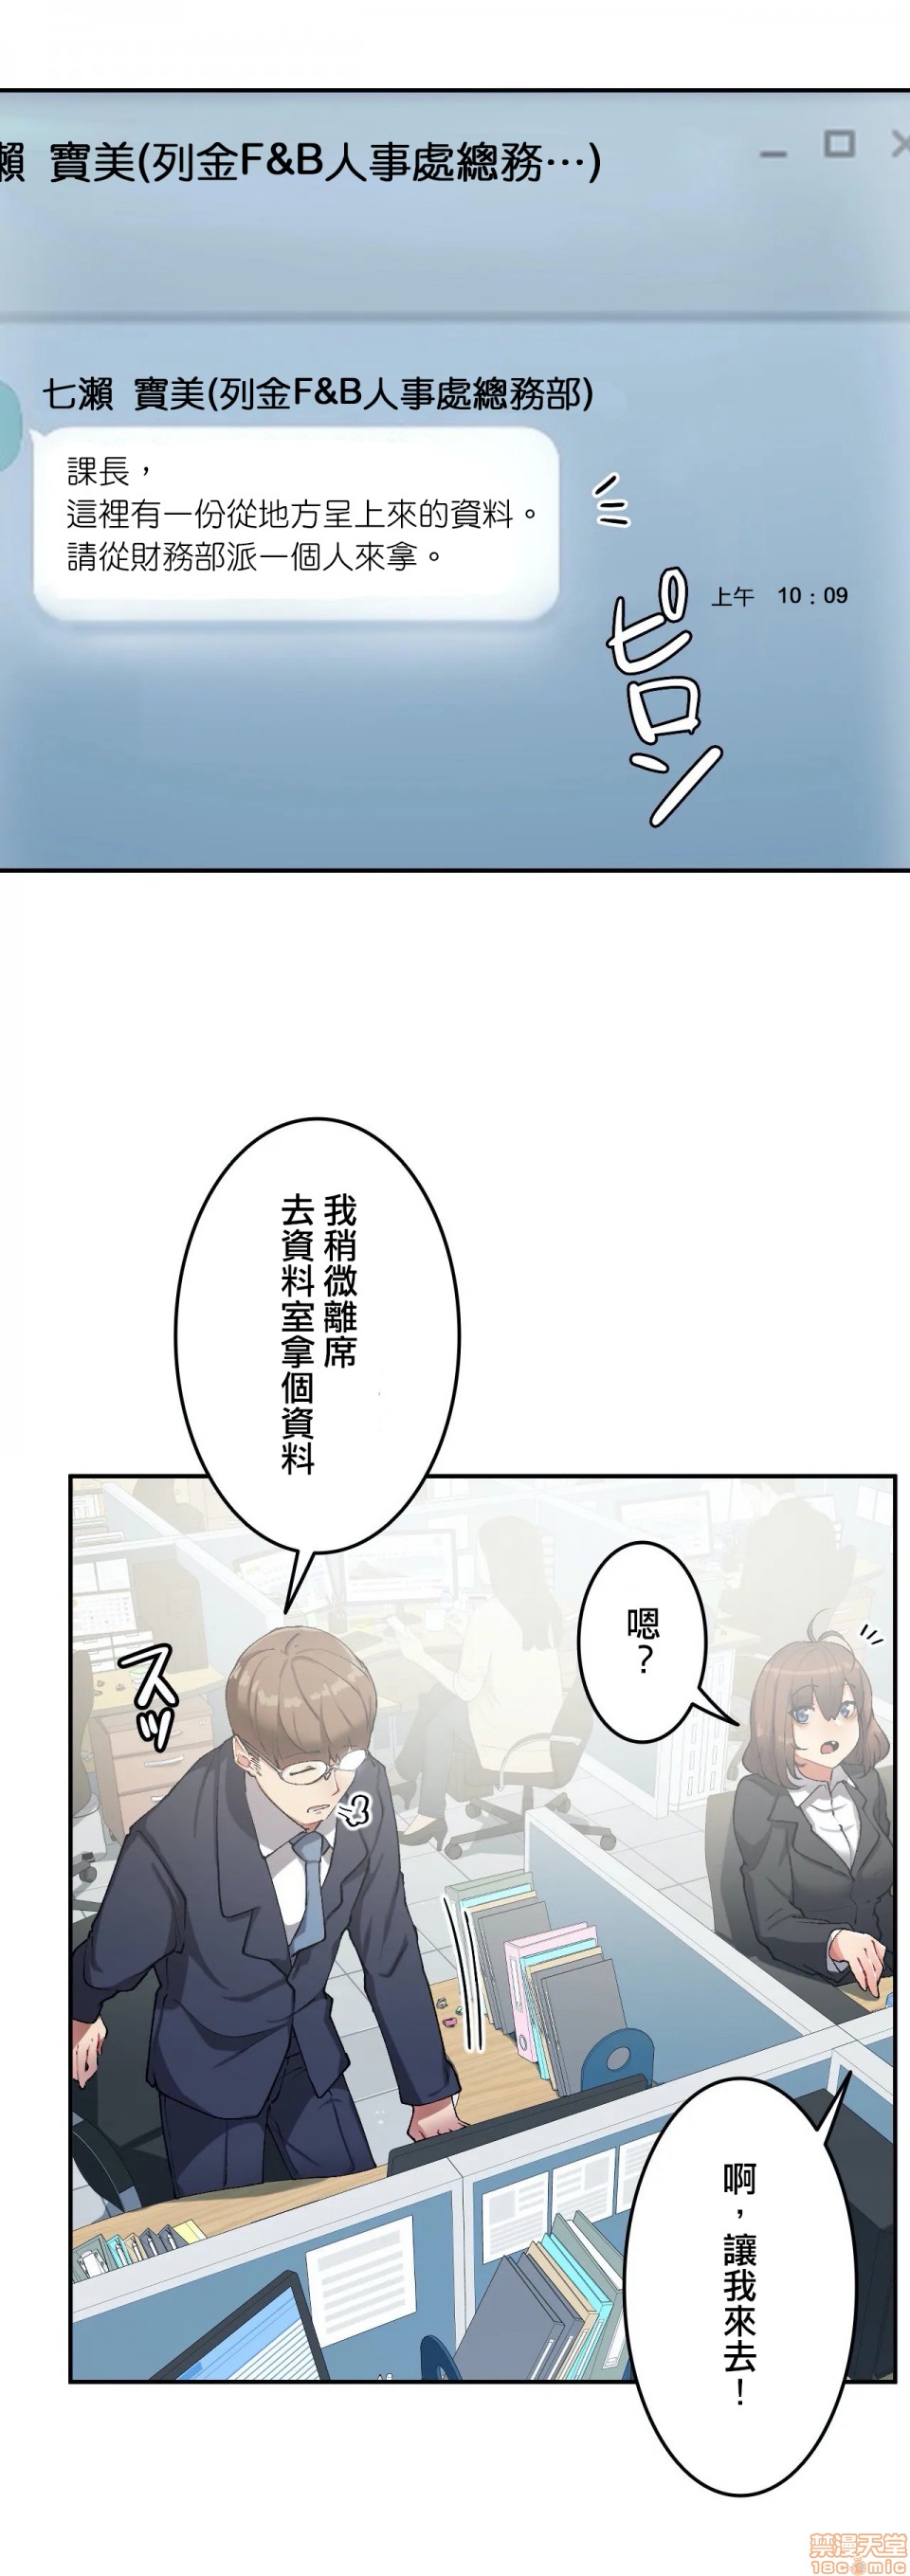 瀨 寶美(列金F&B人事處總務…)
七瀨 寶美(列金F&B人事處總務部)
課長，
這裡有一份從地方呈上來的資料。
請從財務部派一個人來拿。
上午 10：09
ピロン
我稍微離席
去資料室拿個資料
嗯？
スッ
啊，讓我來去！
禁漫天堂
18comic